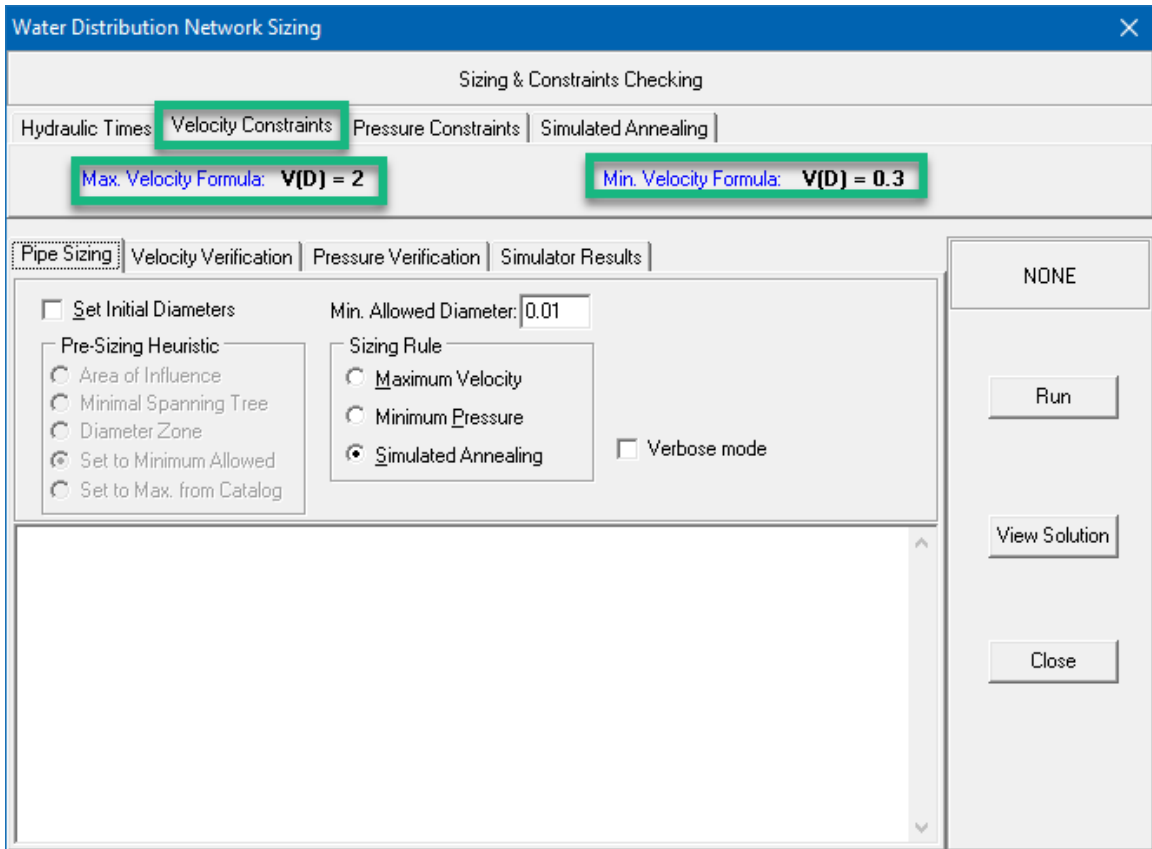 Water Distribution Network Sizing
Sizing & Constraints Checking
Hydraulic Times Velocity Constraints Pressure Constraints Simulated Annealing
Max. Velocity Formula: V(D) = 2 Min. Velocity Formula: V(D) = 0.3
Pipe Sizing Velocity Verification Pressure Verification Simulator Results
NONE
Set Initial Diameters Min. Allowed Diameter: 0.01
Pre-Sizing Heuristic Sizing Rule
Area of Influence Maximum Velocity
Minimal Spanning Tree
Run
Diameter Zone Minimum Pressure
Set to Minimum Allowed Simulated Annealing Verbose mode
Set to Max. from Catalog
View Solution
Close